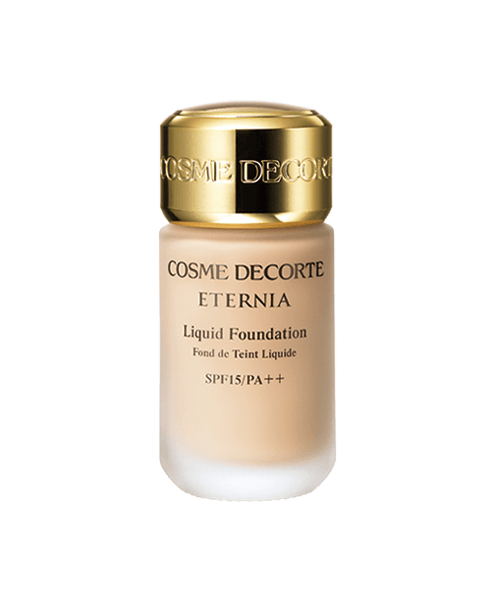 COSME DECORTE
COSME DECORTE
ETERNIA
Liquid Foundation
Fond de Teint Liquide
SPF15/PA++